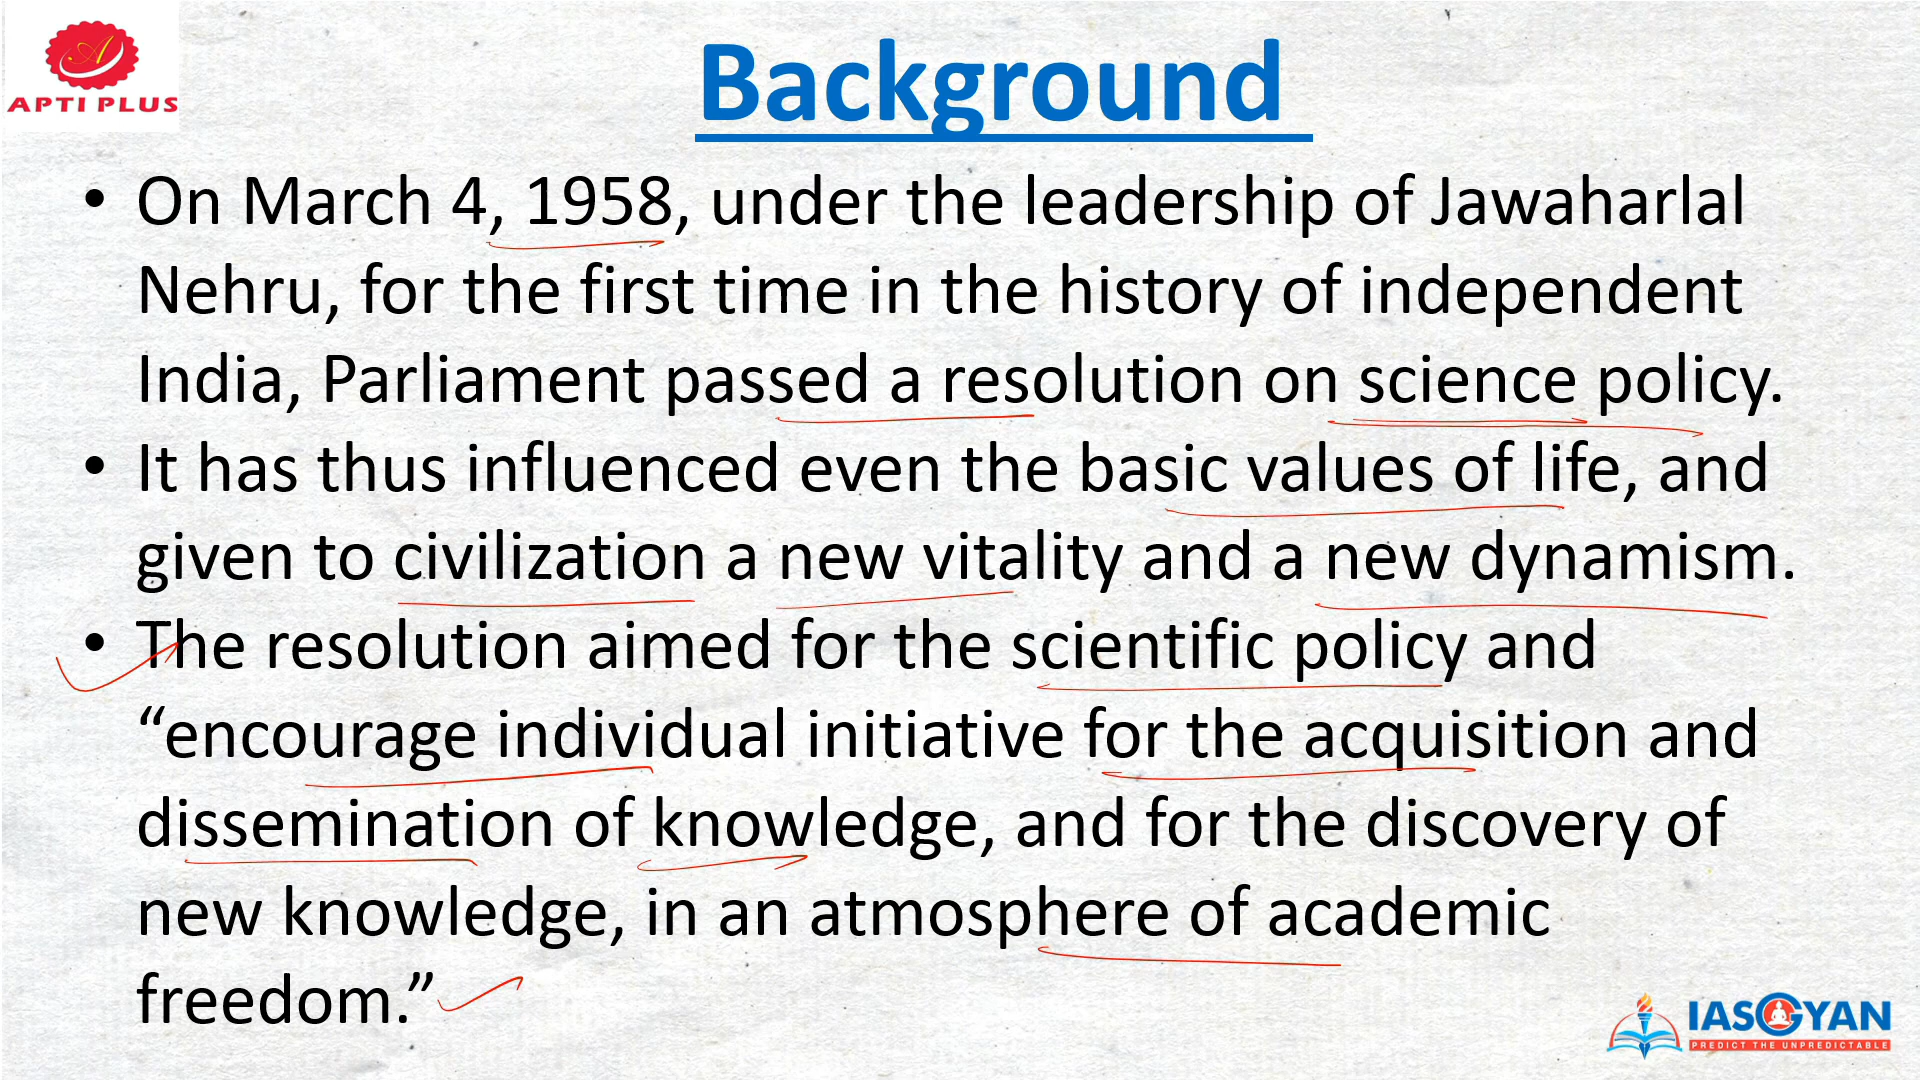 APTI PLUS
Background
• On March 4, 1958, under the leadership of Jawaharlal
Nehru, for the first time in the history of independent
India, Parliament passed a resolution on science policy.
• It has thus influenced even the basic values of life, and
given to civilization a new vitality and a new dynamism.
• The resolution aimed for the scientific policy and
“encourage individual initiative for the acquisition and
dissemination of knowledge, and for the discovery of
new knowledge, in an atmosphere of academic
freedom.”
IASGYAN
PREDICT THE UNPREDICTABLE